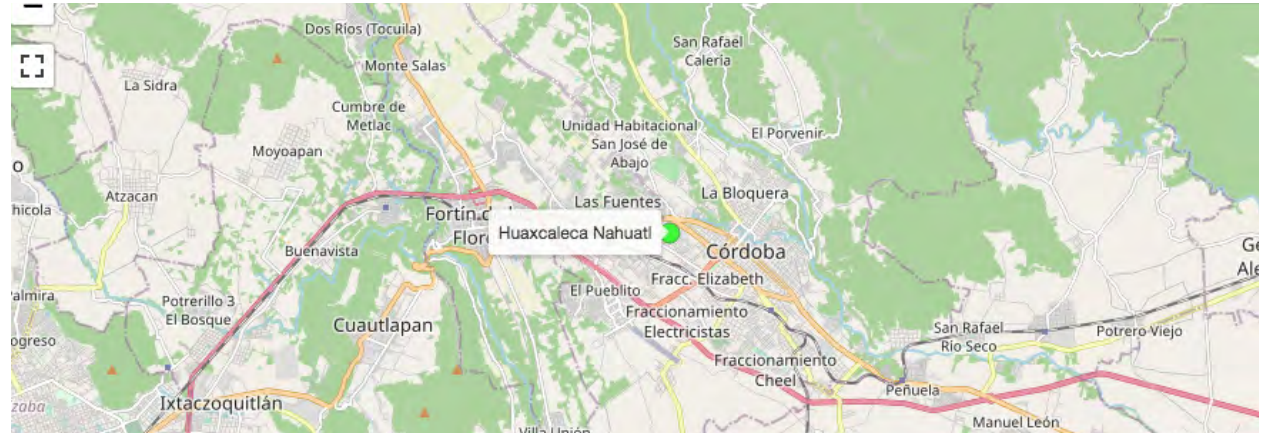 Dos Ríos (Tocuila)
San Rafael
Calería
Monte Salas
La Sidra
Cumbre de
Metlac
Unidad Habitacional
San José de
Abajo
El Porvenir
Moyoapan
Atzacan
La Bloquera
Las Fuentes
Huaxcaleca Nahuatl
Córdoba
Buenavista
Fracc. Elizabeth
El Pueblito
Potrerillo 3
El Bosque
Fraccionamiento
Electricistas
Cuautlapan
San Rafael
Río Seco
Potrero Viejo
Fraccionamiento
Cheel
Peñuela
Ixtaczoquitlán
Manuel León
Villa Unión